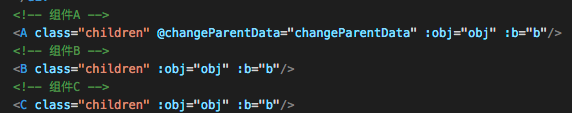 <!-- 组件A -->
<A class="children" @changeParentData="changeParentData" :obj="obj" :b="b"/>
<!-- 组件B -->
<B class="children" :obj="obj" :b="b"/>
<!-- 组件C -->
<C class="children" :obj="obj" :b="b"/>